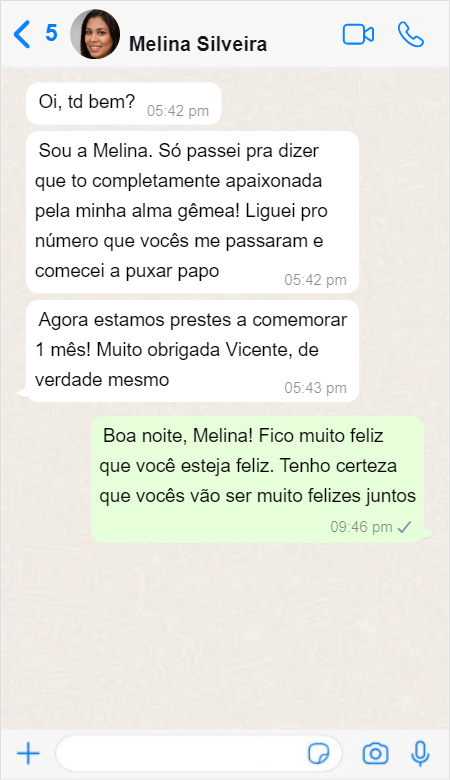 5 Melina Silveira
Oi, td bem? 05:42 pm
Sou a Melina. Só passei pra dizer
que to completamente apaixonada
pela minha alma gêmea! Liguei pro
número que vocês me passaram e
comecei a puxar papo 05:42 pm
Agora estamos prestes a comemorar
1 mês! Muito obrigada Vicente, de
verdade mesmo 05:43 pm
Boa noite, Melina! Fico muito feliz
que você esteja feliz. Tenho certeza
que vocês vão ser muito felizes juntos
09:46 pm